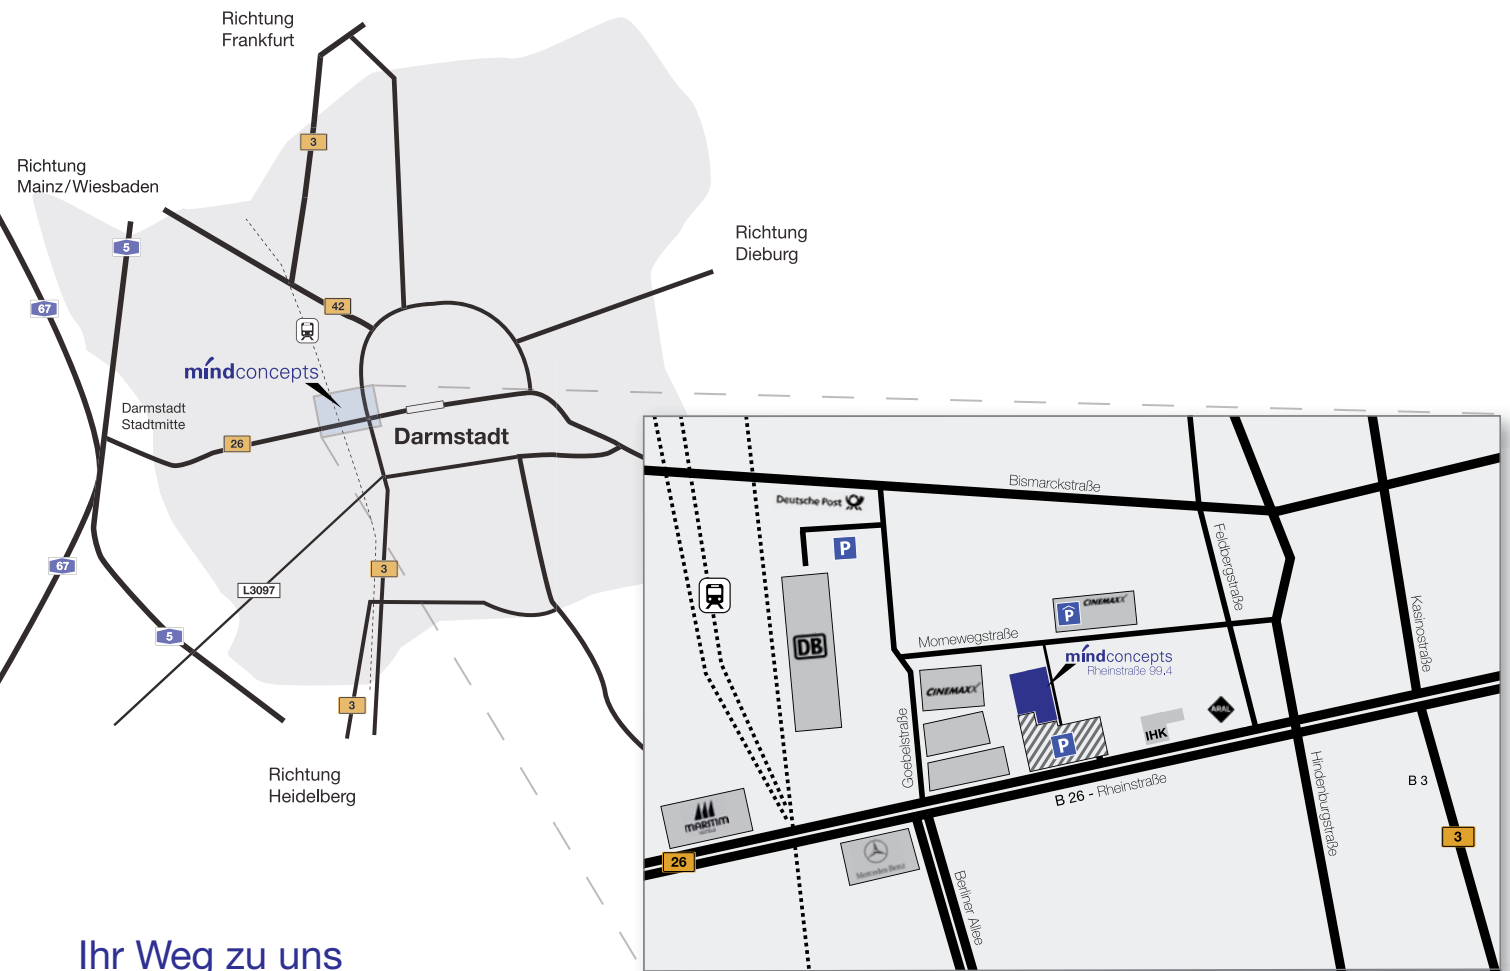 Richtung
Frankfurt
3
Richtung
Mainz/Wiesbaden
5
Richtung
Dieburg
67
42
mindconcepts
Darmstadt
Stadtmitte
26
Darmstadt
67
3
L3097
5
3
Richtung
Heidelberg
Ihr Weg zu uns
Bismarckstraße
Deutsche Post
P
Feldbergstraße
Kasinostraße
DB
P
CINEMAXX
Mornewegstraße
mindconcepts
Rheinstraße 99.4
CINEMAXX
Goebelstraße
P
IHK
ARAL
B 26 - Rheinstraße
Hindenburgstraße
B 3
MARITIM
26
Mercedes-Benz
Berliner Allee
3